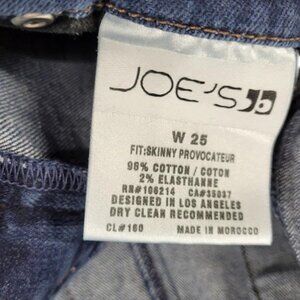 JOE'S
W 25
FIT:SKINNY PROVOCATEUR
98% COTTON / COTON
2% ELASTHANNE
RN#106214 CA#35037
DESIGNED IN LOS ANGELES
DRY CLEAN RECOMMENDED
CL#160 MADE IN MOROCCO